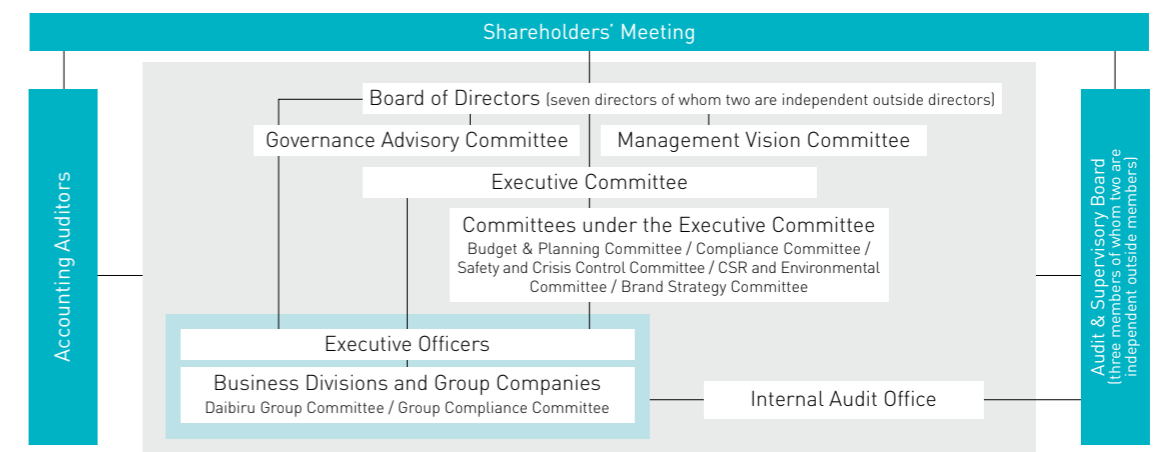 Shareholders’ Meeting
Board of Directors (seven directors of whom two are independent outside directors)
Governance Advisory Committee
Management Vision Committee
Executive Committee
Committees under the Executive Committee
Budget & Planning Committee / Compliance Committee /
Safety and Crisis Control Committee / CSR and Environmental
Committee / Brand Strategy Committee
Executive Officers
Business Divisions and Group Companies
Daibiru Group Committee / Group Compliance Committee
Internal Audit Office
Accounting Auditors
Audit & Supervisory Board
(three members of whom two are
independent outside members)